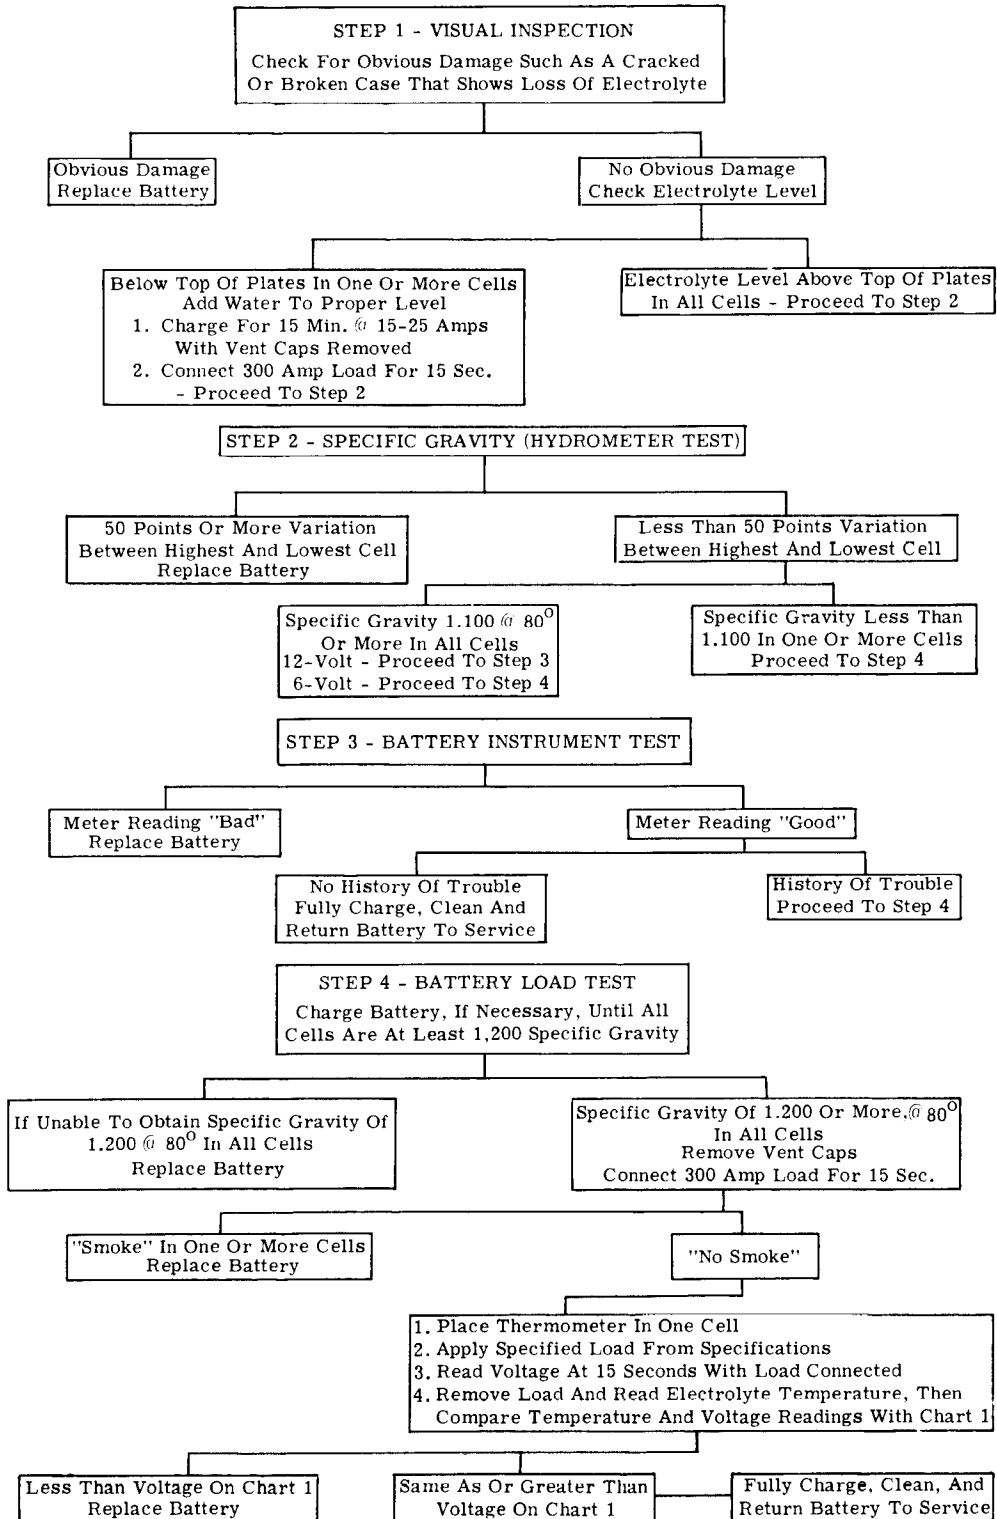 STEP 1 - VISUAL INSPECTION
Check For Obvious Damage Such As A Cracked
Or Broken Case That Shows Loss Of Electrolyte
Obvious Damage
Replace Battery
No Obvious Damage
Check Electrolyte Level
Below Top Of Plates In One Or More Cells
Add Water To Proper Level
1. Charge For 15 Min. @ 15-25 Amps
With Vent Caps Removed
2. Connect 300 Amp Load For 15 Sec.
- Proceed To Step 2
Electrolyte Level Above Top Of Plates
In All Cells - Proceed To Step 2
STEP 2 - SPECIFIC GRAVITY (HYDROMETER TEST)
50 Points Or More Variation
Between Highest And Lowest Cell
Replace Battery
Less Than 50 Points Variation
Between Highest And Lowest Cell
Specific Gravity 1.100 @ 80°
Or More In All Cells
12-Volt - Proceed To Step 3
6-Volt - Proceed To Step 4
Specific Gravity Less Than
1.100 In One Or More Cells
Proceed To Step 4
STEP 3 - BATTERY INSTRUMENT TEST
Meter Reading "Bad"
Replace Battery
Meter Reading "Good"
No History Of Trouble
Fully Charge, Clean And
Return Battery To Service
History Of Trouble
Proceed To Step 4
STEP 4 - BATTERY LOAD TEST
Charge Battery, If Necessary, Until All
Cells Are At Least 1,200 Specific Gravity
If Unable To Obtain Specific Gravity Of
1.200 @ 80° In All Cells
Replace Battery
Specific Gravity Of 1.200 Or More, @ 80°
In All Cells
Remove Vent Caps
Connect 300 Amp Load For 15 Sec.
"Smoke" In One Or More Cells
Replace Battery
"No Smoke"
1. Place Thermometer In One Cell
2. Apply Specified Load From Specifications
3. Read Voltage At 15 Seconds With Load Connected
4. Remove Load And Read Electrolyte Temperature, Then
Compare Temperature And Voltage Readings With Chart 1
Less Than Voltage On Chart 1
Replace Battery
Same As Or Greater Than
Voltage On Chart 1
Fully Charge, Clean, And
Return Battery To Service